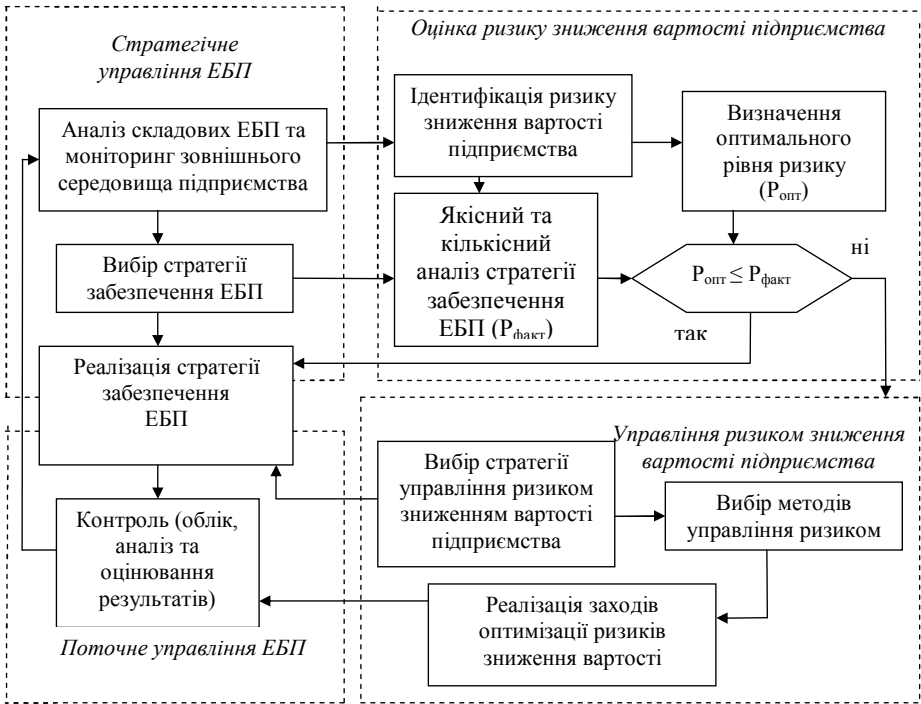 Стратегічне
управління ЕБП
Оцінка ризику зниження вартості підприємства
Аналіз складових ЕБП та
моніторинг зовнішнього
середовища підприємства
Ідентифікація ризику
зниження вартості
підприємства
Визначення
оптимального
рівня ризику
(Pопт)
Вибір стратегії
забезпечення ЕБП
Якісний та
кількісний
аналіз стратегії
забезпечення
ЕБП (Pфакт)
Pопт ≤ Pфакт
ні
так
Реалізація стратегії
забезпечення
ЕБП
Управління ризиком зниження
вартості підприємства
Вибір стратегії
управління ризиком
зниженням вартості
підприємства
Вибір методів
управління ризиком
Контроль (облік,
аналіз та
оцінювання
результатів)
Реалізація заходів
оптимізації ризиків
зниження вартості
Поточне управління ЕБП